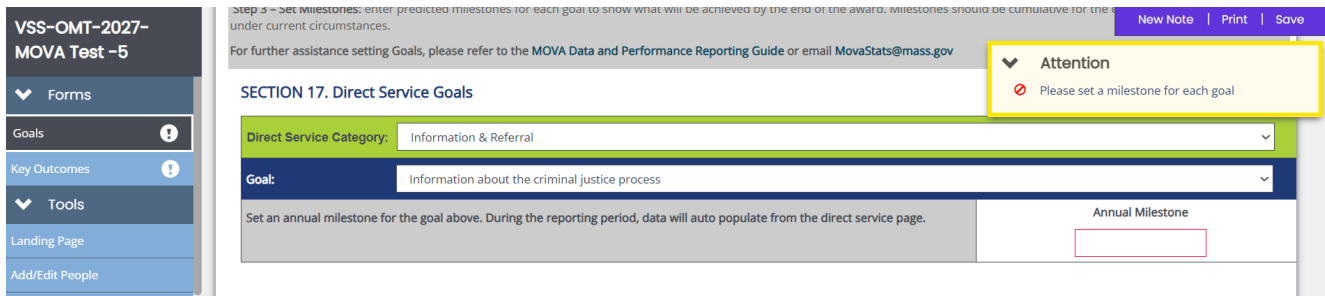 VSS-OMT-2027-
MOVA Test -5
Forms
Goals
Key Outcomes
Tools
Landing Page
Add/Edit People
Step 3 – Set Milestones: enter predicted milestones for each goal to show what will be achieved by the end of the award. Milestones should be cumulative for the
under current circumstances.
For further assistance setting Goals, please refer to the MOVA Data and Performance Reporting Guide or email MovaStats@mass.gov
New Note | Print | Save
Attention
Please set a milestone for each goal
SECTION 17. Direct Service Goals
Direct Service Category: Information & Referral
Goal: Information about the criminal justice process
Set an annual milestone for the goal above. During the reporting period, data will auto populate from the direct service page.
Annual Milestone